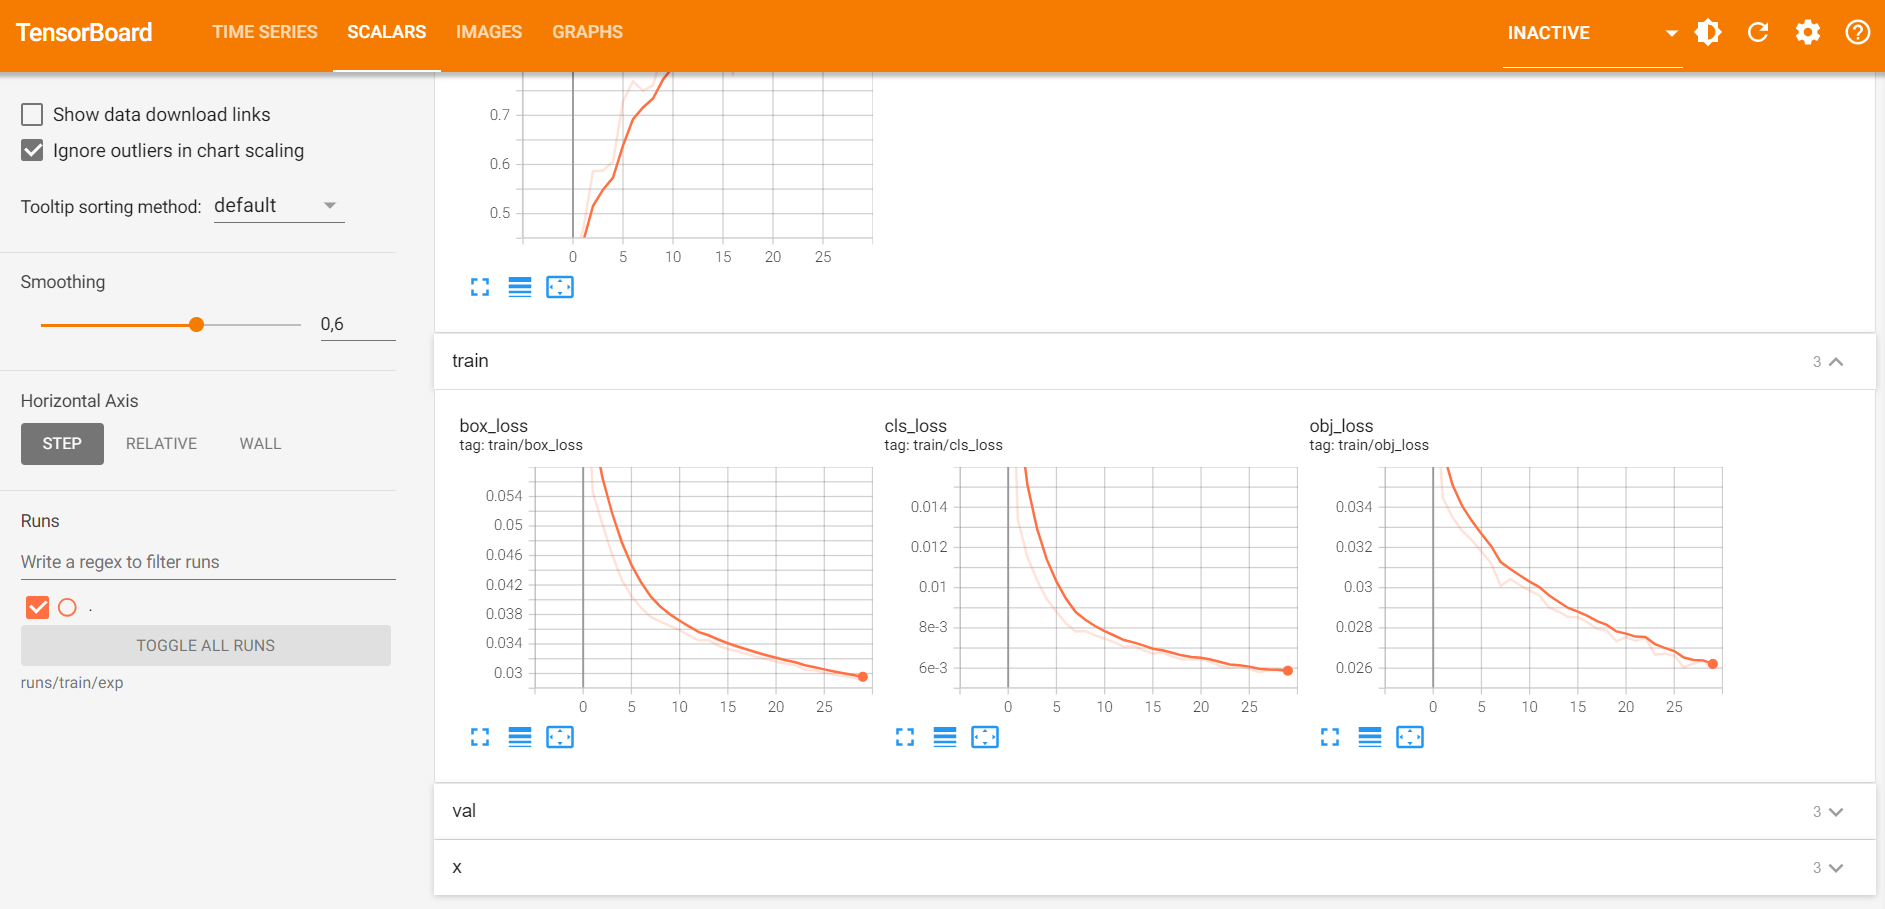 TensorBoard
TIME SERIES
SCALARS
IMAGES
GRAPHS
INACTIVE
Show data download links
Ignore outliers in chart scaling
Tooltip sorting method: default
Smoothing
0,6
Horizontal Axis
STEP
RELATIVE
WALL
Runs
Write a regex to filter runs
.
TOGGLE ALL RUNS
runs/train/exp
0.7
0.6
0.5
0 5 10 15 20 25
train
3
box_loss
tag: train/box_loss
0.054
0.05
0.046
0.042
0.038
0.034
0.03
0 5 10 15 20 25
cls_loss
tag: train/cls_loss
0.014
0.012
0.01
8e-3
6e-3
0 5 10 15 20 25
obj_loss
tag: train/obj_loss
0.034
0.032
0.03
0.028
0.026
0 5 10 15 20 25
val
3
x
3